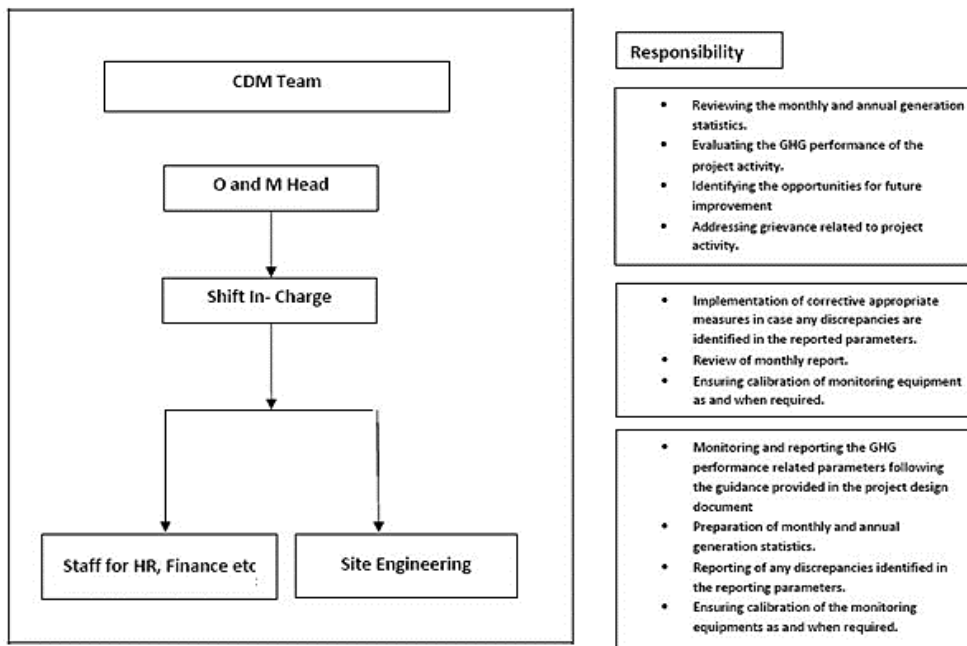 CDM Team
O and M Head
Shift In- Charge
Staff for HR, Finance etc
Site Engineering
Responsibility
• Reviewing the monthly and annual generation
statistics.
• Evaluating the GHG performance of the
project activity.
• Identifying the opportunities for future
improvement
• Addressing grievance related to project
activity.
• Implementation of corrective appropriate
measures in case any discrepancies are
identified in the reported parameters.
• Review of monthly report.
• Ensuring calibration of monitoring equipment
as and when required.
• Monitoring and reporting the GHG
performance related parameters following
the guidance provided in the project design
document
• Preparation of monthly and annual
generation statistics.
• Reporting of any discrepancies identified in
the reporting parameters.
• Ensuring calibration of the monitoring
equipments as and when required.